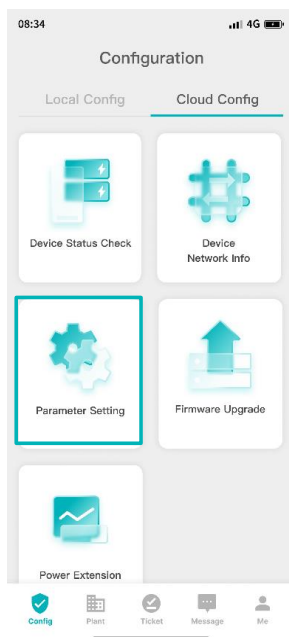 08:34
4G
Configuration
Local Config
Cloud Config
Device Status Check
Device
Network Info
Parameter Setting
Firmware Upgrade
Power Extension
Config
Plant
Ticket
Message
Me